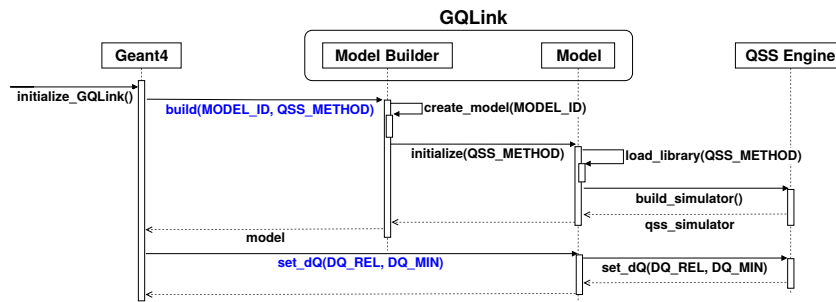 GQLink
Geant4
Model Builder
Model
QSS Engine
initialize_GQLink()
build(MODEL_ID, QSS_METHOD)
create_model(MODEL_ID)
initialize(QSS_METHOD)
load_library(QSS_METHOD)
build_simulator()
qss_simulator
model
set_dQ(DQ_REL, DQ_MIN)
set_dQ(DQ_REL, DQ_MIN)